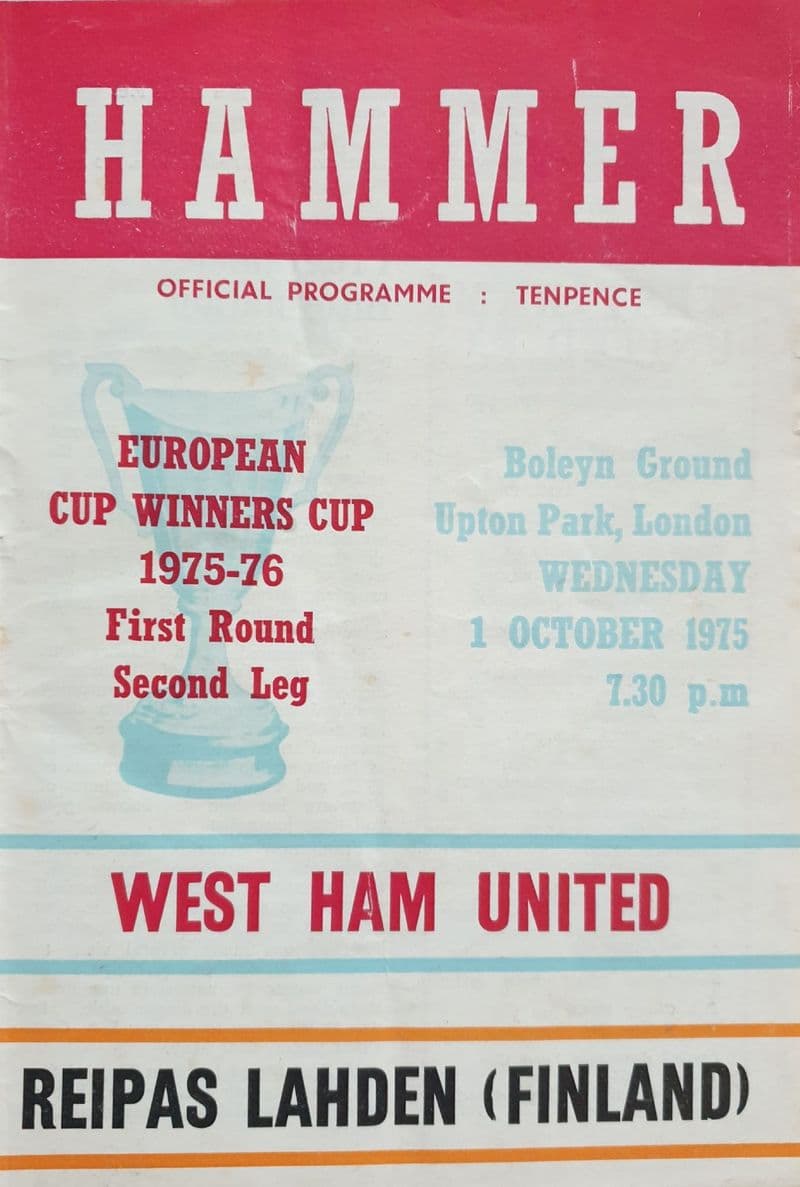 HAMMER
OFFICIAL PROGRAMME : TENPENCE
EUROPEAN
CUP WINNERS CUP
1975-76
First Round
Second Leg
Boleyn Ground
Upton Park, London
WEDNESDAY
1 OCTOBER 1975
7.30 p.m
WEST HAM UNITED
REIPAS LAHDEN (FINLAND)